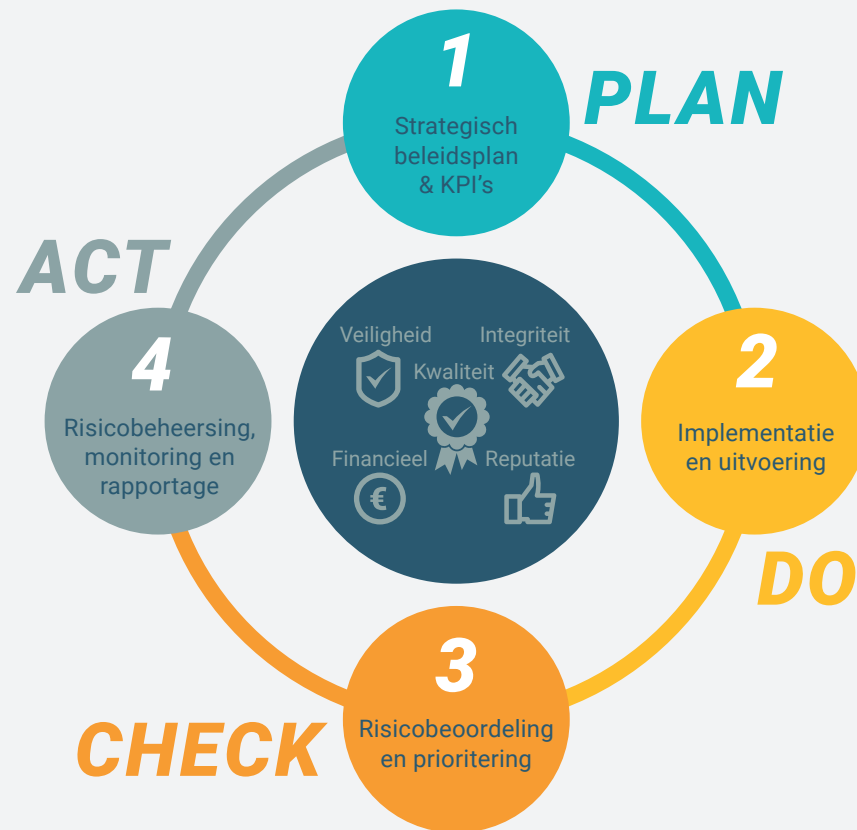 1
Strategisch
beleidsplan
& KPI’s
PLAN
2
Implementatie
en uitvoering
DO
3
Risicobeoordeling
en prioritering
CHECK
4
Risicobeheersing,
monitoring en
rapportage
ACT
Veiligheid
Integriteit
Kwaliteit
Financieel
Reputatie
€